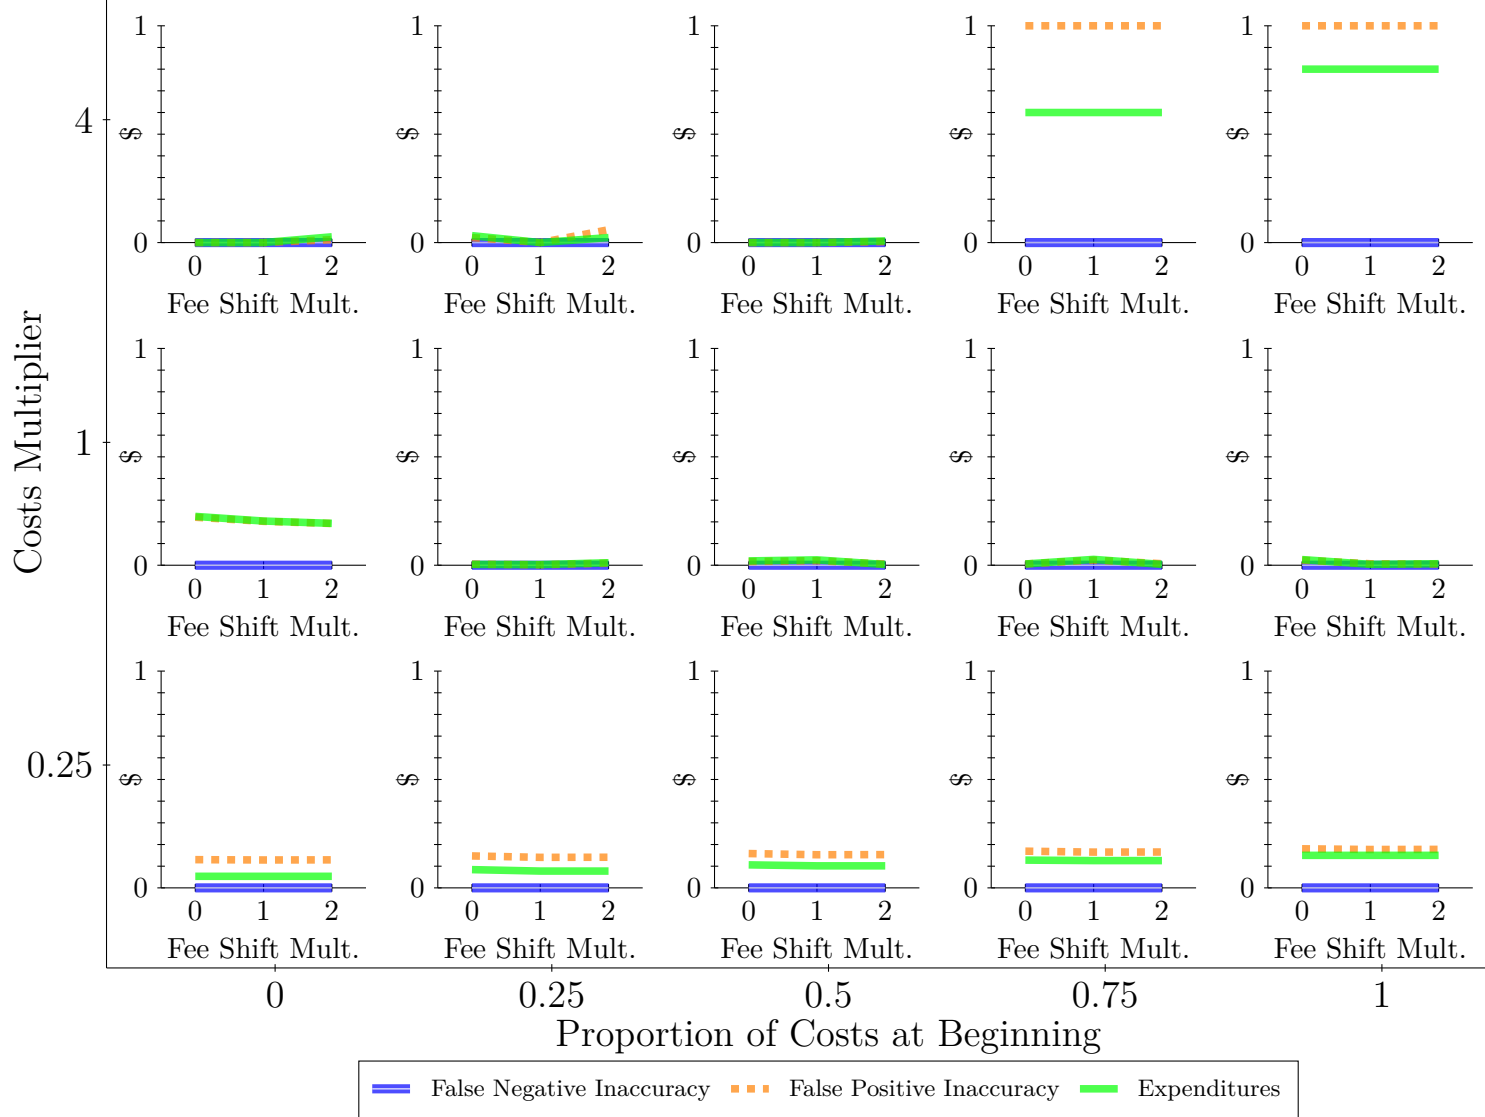 1 1 1 1 1
4 $ $ $ $ $
0 0 0 0 0
0 1 2 0 1 2 0 1 2 0 1 2 0 1 2
Fee Shift Mult. Fee Shift Mult. Fee Shift Mult. Fee Shift Mult. Fee Shift Mult.
Costs Multiplier
1 1 1 1 1
1 $ $ $ $ $
0 0 0 0 0
0 1 2 0 1 2 0 1 2 0 1 2 0 1 2
Fee Shift Mult. Fee Shift Mult. Fee Shift Mult. Fee Shift Mult. Fee Shift Mult.
1 1 1 1 1
0.25 $ $ $ $ $
0 0 0 0 0
0 1 2 0 1 2 0 1 2 0 1 2 0 1 2
Fee Shift Mult. Fee Shift Mult. Fee Shift Mult. Fee Shift Mult. Fee Shift Mult.
0 0.25 0.5 0.75 1
Proportion of Costs at Beginning
False Negative Inaccuracy False Positive Inaccuracy Expenditures